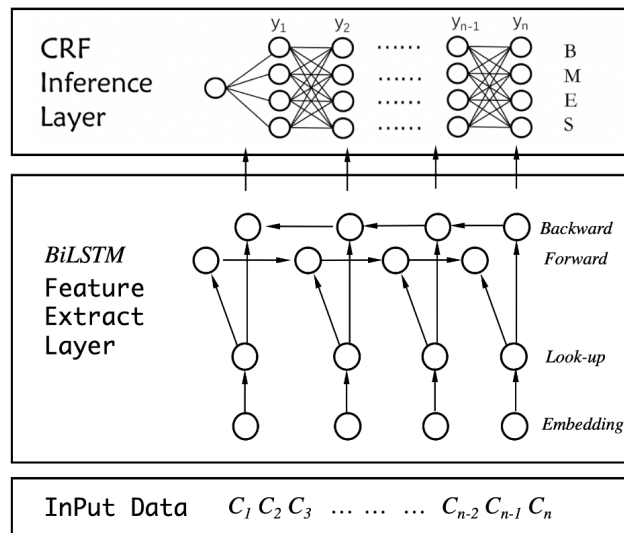 y1 y2 yn-1 yn
CRF
Inference
Layer
...... 
B
......
M
......
E
......
S
Backward
BiLSTM
Forward
Feature
Extract
Layer
Look-up
Embedding
InPut Data C1 C2 C3 ... ... ... Cn-2 Cn-1 Cn